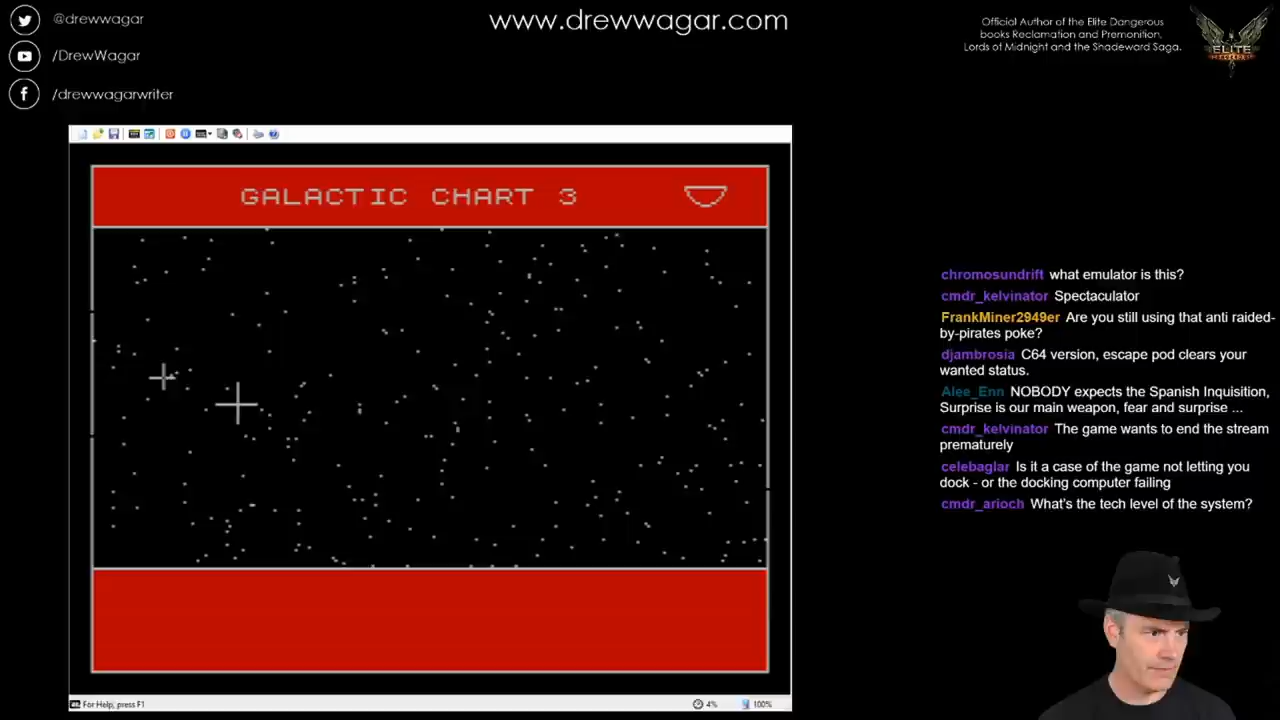 @drewwagar
/DrewWagar
/drewwagarwriter
www.drewwagar.com
Official Author of the Elite Dangerous
books Reclamation and Premonition,
Lords of Midnight and the Shadeward Saga.
ELITE
DANGEROUS
GALACTIC CHART 3
chromosundrift what emulator is this?
cmdr_kelvinator Spectaculator
FrankMiner2949er Are you still using that anti raided-
by-pirates poke?
djambrosia C64 version, escape pod clears your
wanted status.
Alee_Enn NOBODY expects the Spanish Inquisition,
Surprise is our main weapon, fear and surprise ...
cmdr_kelvinator The game wants to end the stream
prematurely
celebaglar Is it a case of the game not letting you
dock - or the docking computer failing
cmdr_arioch What's the tech level of the system?
For Help, press F1
4%
100%